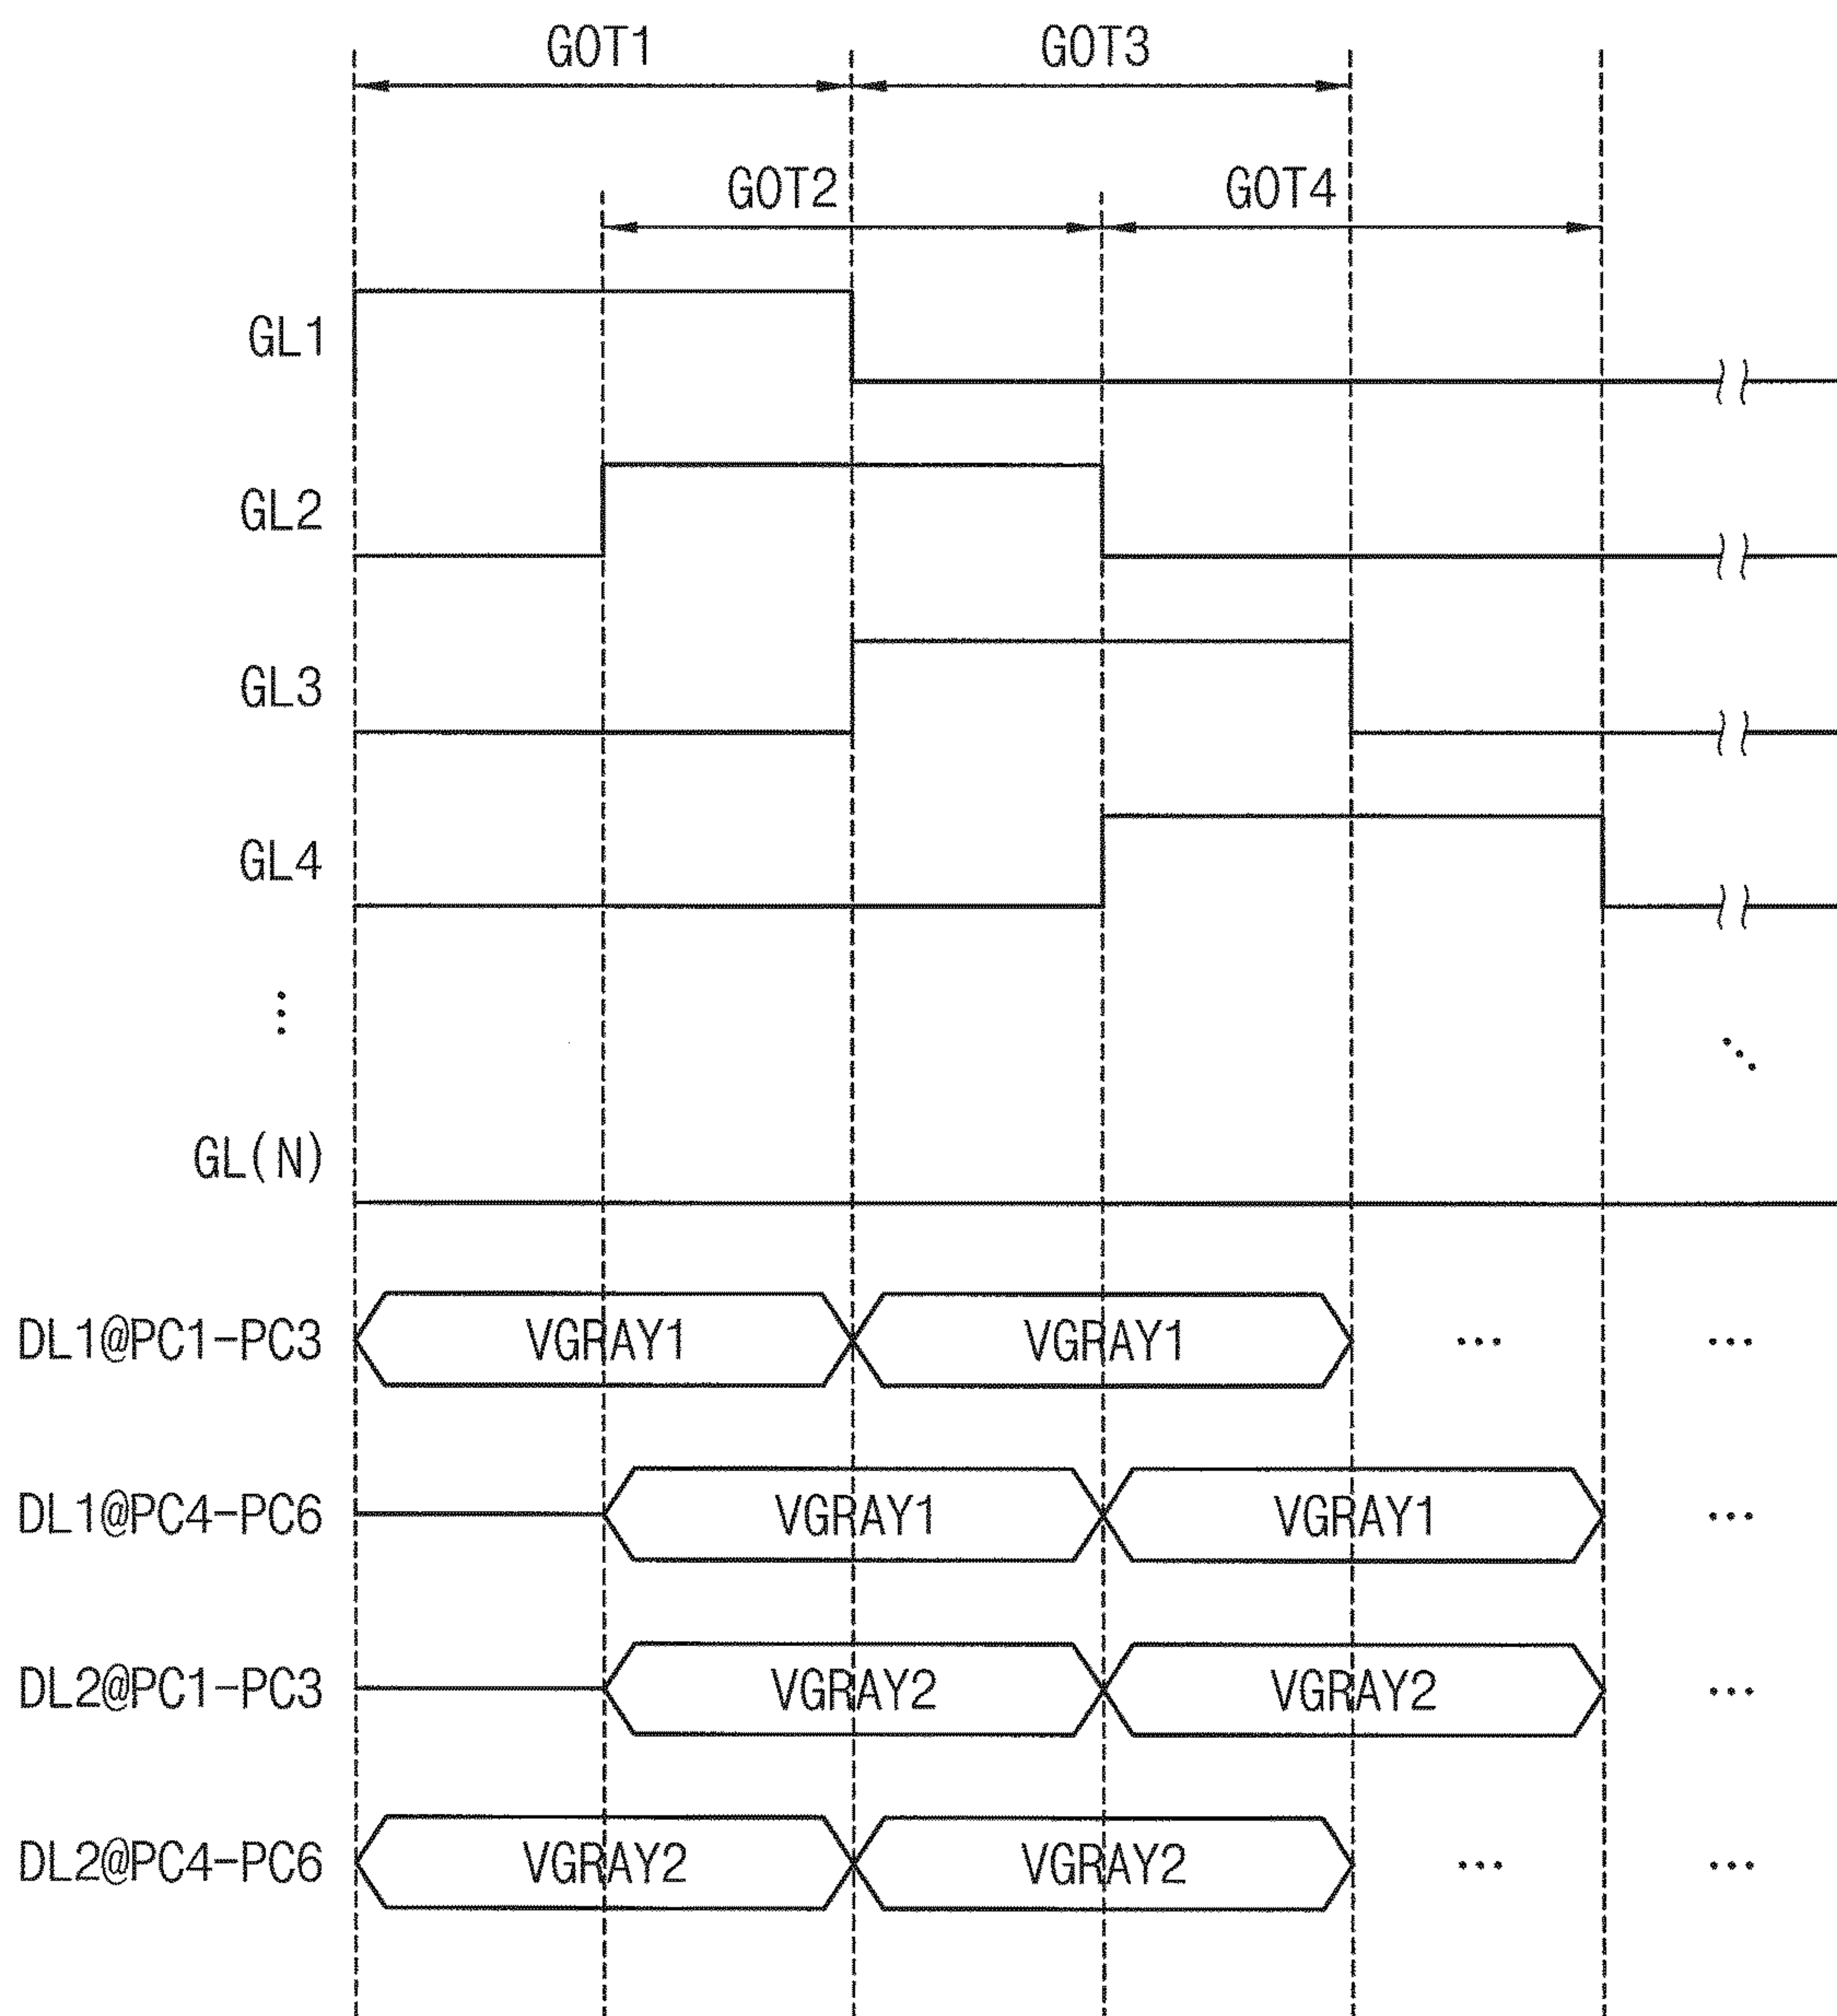 GOT1 GOT3
GOT2 GOT4
GL1
GL2
GL3
GL4
⋮ ⋱
GL(N)
DL1@PC1-PC3 VGRAY1 VGRAY1 ... ...
DL1@PC4-PC6 VGRAY1 VGRAY1 ...
DL2@PC1-PC3 VGRAY2 VGRAY2 ...
DL2@PC4-PC6 VGRAY2 VGRAY2 ... ...